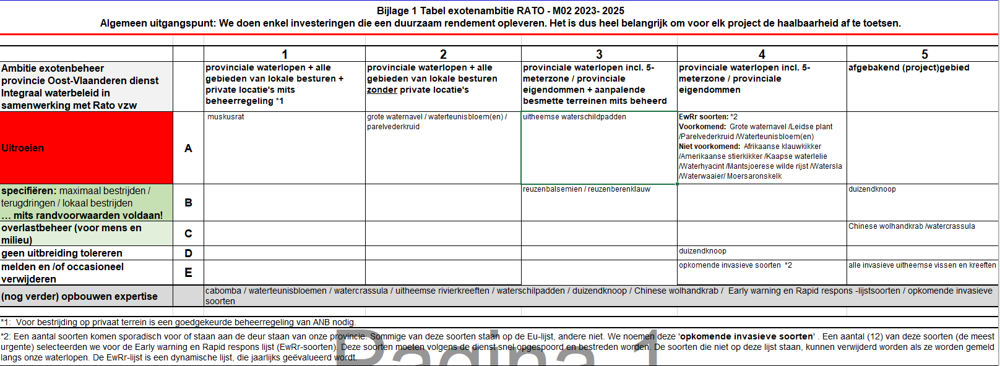 Bijlage 1 Tabel exotenambitie RATO - M02 2023- 2025
Algemeen uitgangspunt: We doen enkel investeringen die een duurzaam rendement opleveren. Het is dus heel belangrijk om voor elk project de haalbaarheid af te toetsen.
1
2
3
4
5
Ambitie exotenbeheer
provincie Oost-Vlaanderen dienst
Integraal waterbeleid in
samenwerking met Rato vzw
provinciale waterlopen + alle
gebieden van lokale besturen +
private locatie's mits
beheerregeling *1
provinciale waterlopen + alle
gebieden van lokale besturen
zonder private locatie's
provinciale waterlopen incl. 5-
meterzone / provinciale
eigendommen + aanpalende
besmette terreinen mits beheerd
provinciale waterlopen incl. 5-
meterzone / provinciale
eigendommen
afgebakend (project)gebied
Uitroeien
A
muskusrat
grote waternavel / waterteunisbloem(en) /
parelvederkruid
uitheemse waterschildpadden
EwRr soorten: *2
Voorkomend: Grote waternavel /Leidse plant
/Parelvederkruid /Waterteunisbloem(en)
Niet voorkomend: Afrikaanse klauwkikker
/Amerikaanse stierkikker /Kaapse waterlelie
/Waterhyacint /Mantsjoerese wilde rijst /Watersla
/Waterwaaier/ Moersaronskelk
specifiëren: maximaal bestrijden /
terugdringen / lokaal bestrijden
… mits randvoorwaarden voldaan!
B
reuzenbalsemien / reuzenberenklauw
duizendknoop
overlastbeheer (voor mens en
milieu)
C
Chinese wolhandkrab /watercrassula
geen uitbreiding tolereren
D
duizendknoop
melden en /of occasioneel
verwijderen
E
opkomende invasieve soorten *2
alle invasieve uitheemse vissen en kreeften
(nog verder) opbouwen expertise
cabomba / waterteunisbloemen / watercrassula / uitheemse rivierkreeften / waterschilpadden / duizendknoop / Chinese wolhandkrab / Early warning en Rapid respons -lijstsoorten / opkomende invasieve
soorten
*1: Voor bestrijding op privaat terrein is een goedgekeurde beheerregeling van ANB nodig.
*2: Een aantal soorten komen sporadisch voor of staan aan de deur staan van onze provincie. Sommige van deze soorten staan op de Eu-lijst, andere niet. We noemen deze 'opkomende invasieve soorten' . Een aantal (12) van deze soorten (de meest
urgente) selecteerden we voor de Early warning en Rapid respons lijst (EwRr-soorten). Deze soorten moeten volgens de dienst snel opgespoord en bestreden worden. De soorten die niet op deze lijst staan, kunnen verwijderd worden als ze worden gemeld
langs onze waterlopen. De EwRr-lijst is een dynamische lijst, die jaarlijks geëvalueerd wordt.
Pagina 1